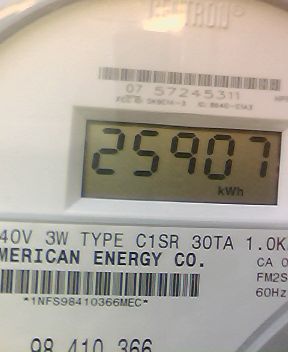 CENTRON®
07 57245311
25907
kWh
40V 3W TYPE C1SR 30TA 1.0K
MERICAN ENERGY CO.
CA 0
FM2S
60Hz
*1NFS98410366MEC*
98 410 366